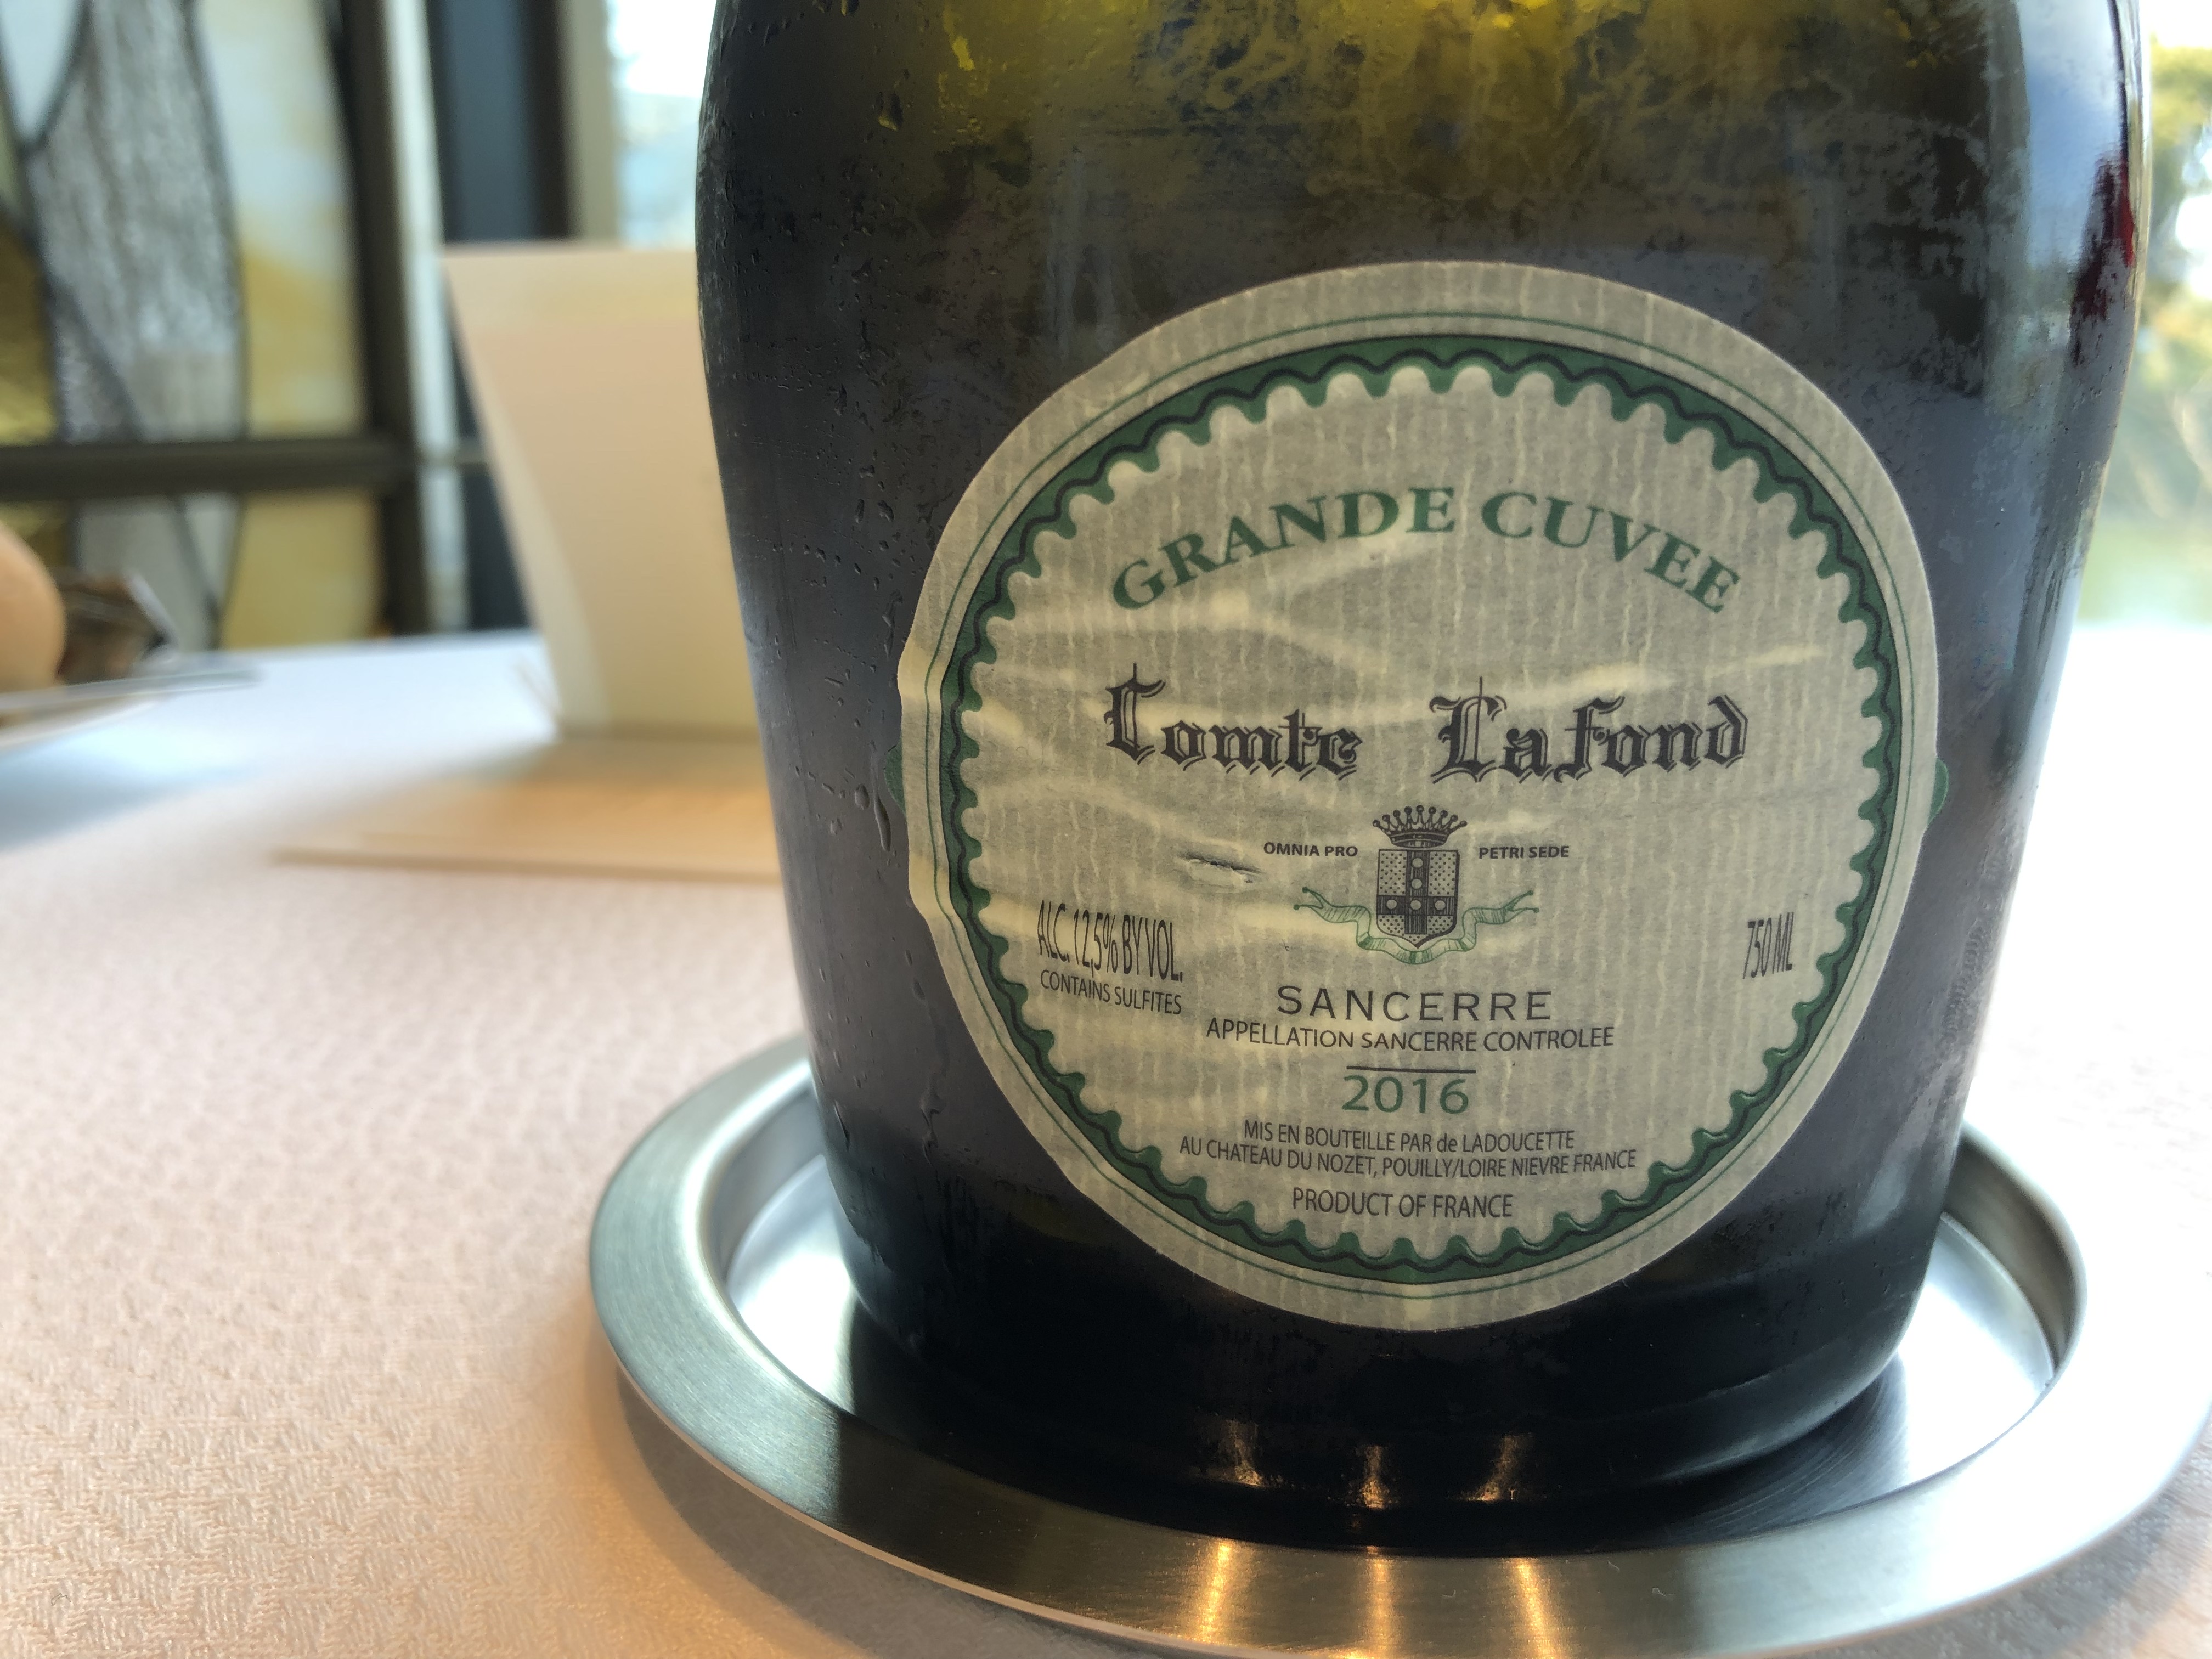 GRANDE CUVEE
Comte Lafond
OMNIA PRO PETRI SEDE
ALC. 12,5% BY VOL.
CONTAINS SULFITES
750 ML
SANCERRE
APPELLATION SANCERRE CONTROLEE
2016
MIS EN BOUTEILLE PAR de LADOUCETTE
AU CHATEAU DU NOZET, POUILLY/LOIRE NIEVRE FRANCE
PRODUCT OF FRANCE